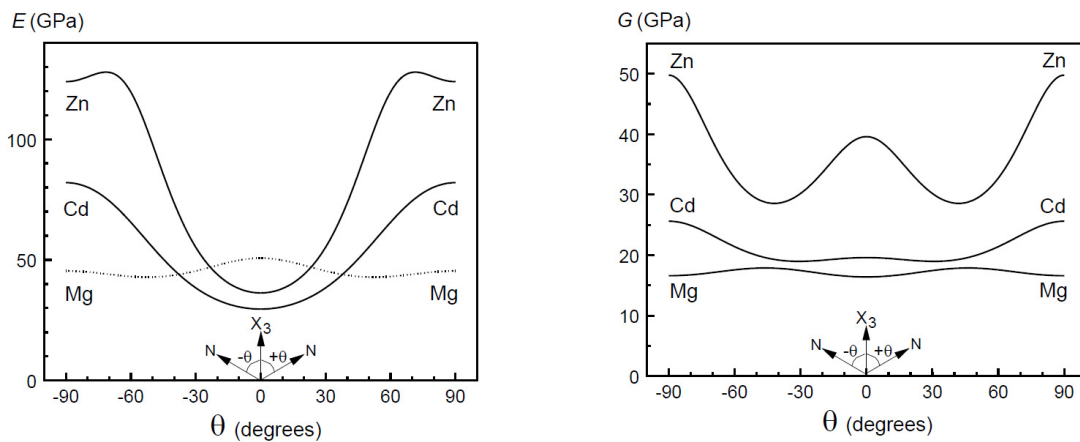 E (GPa)
Zn
Zn
100
Cd
Cd
50
Mg
Mg
X3
N
-θ
+θ
N
0
-90
-60
-30
0
30
60
90
θ (degrees)
G (GPa)
Zn
Zn
50
40
30
Cd
Cd
20
Mg
Mg
10
X3
N
-θ
+θ
N
0
-90
-60
-30
0
30
60
90
θ (degrees)